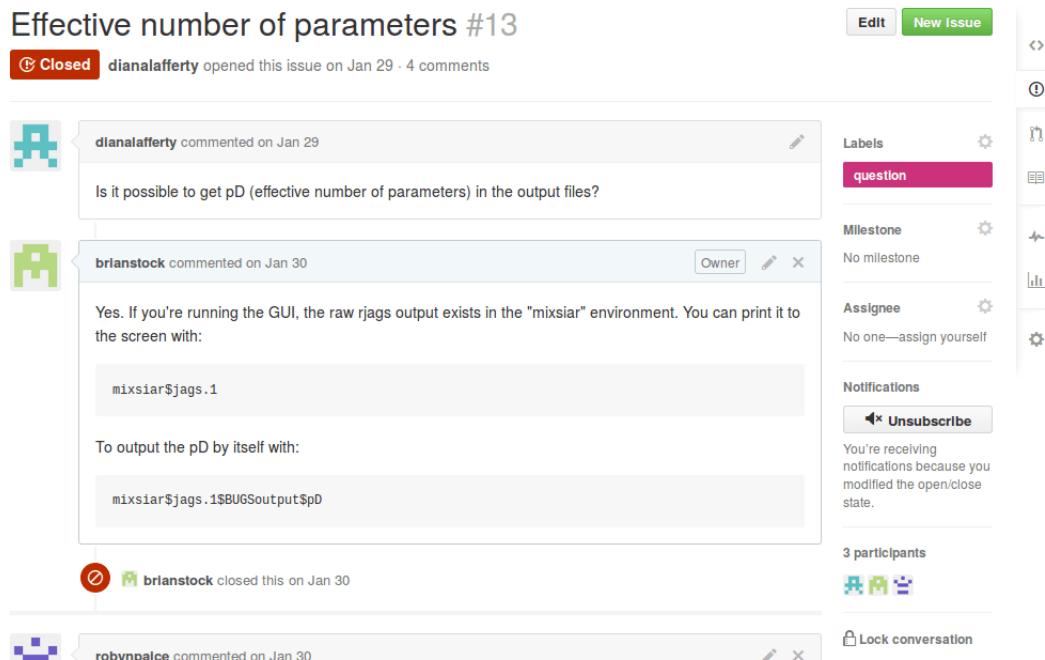 Effective number of parameters #13
Edit
New Issue
Closed
dianalafferty opened this issue on Jan 29 · 4 comments
dianalafferty commented on Jan 29
Is it possible to get pD (effective number of parameters) in the output files?
brianstock commented on Jan 30
Owner
Yes. If you're running the GUI, the raw rjags output exists in the "mixsiar" environment. You can print it to
the screen with:
mixsiar$jags.1
To output the pD by itself with:
mixsiar$jags.1$BUGSoutput$pD
brianstock closed this on Jan 30
robynpalce commented on Jan 30
Labels
question
Milestone
No milestone
Assignee
No one—assign yourself
Notifications
Unsubscribe
You're receiving
notifications because you
modified the open/close
state.
3 participants
Lock conversation